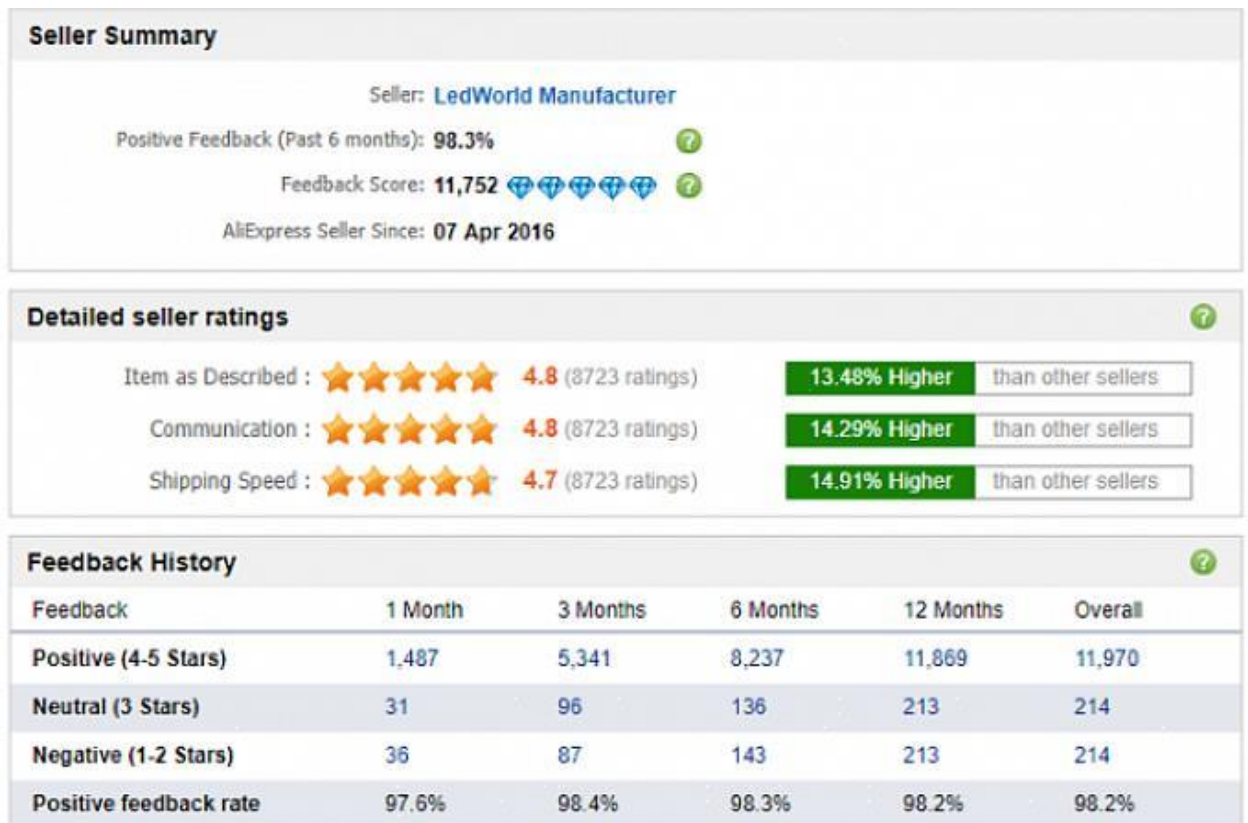 Seller Summary
Seller: LedWorld Manufacturer
Positive Feedback (Past 6 months): 98.3% ?
Feedback Score: 11,752 ?
AliExpress Seller Since: 07 Apr 2016
Detailed seller ratings ?
Item as Described : 4.8 (8723 ratings) 13.48% Higher than other sellers
Communication : 4.8 (8723 ratings) 14.29% Higher than other sellers
Shipping Speed : 4.7 (8723 ratings) 14.91% Higher than other sellers
Feedback History ?
Feedback 1 Month 3 Months 6 Months 12 Months Overall
Positive (4-5 Stars) 1,487 5,341 8,237 11,869 11,970
Neutral (3 Stars) 31 96 136 213 214
Negative (1-2 Stars) 36 87 143 213 214
Positive feedback rate 97.6% 98.4% 98.3% 98.2% 98.2%